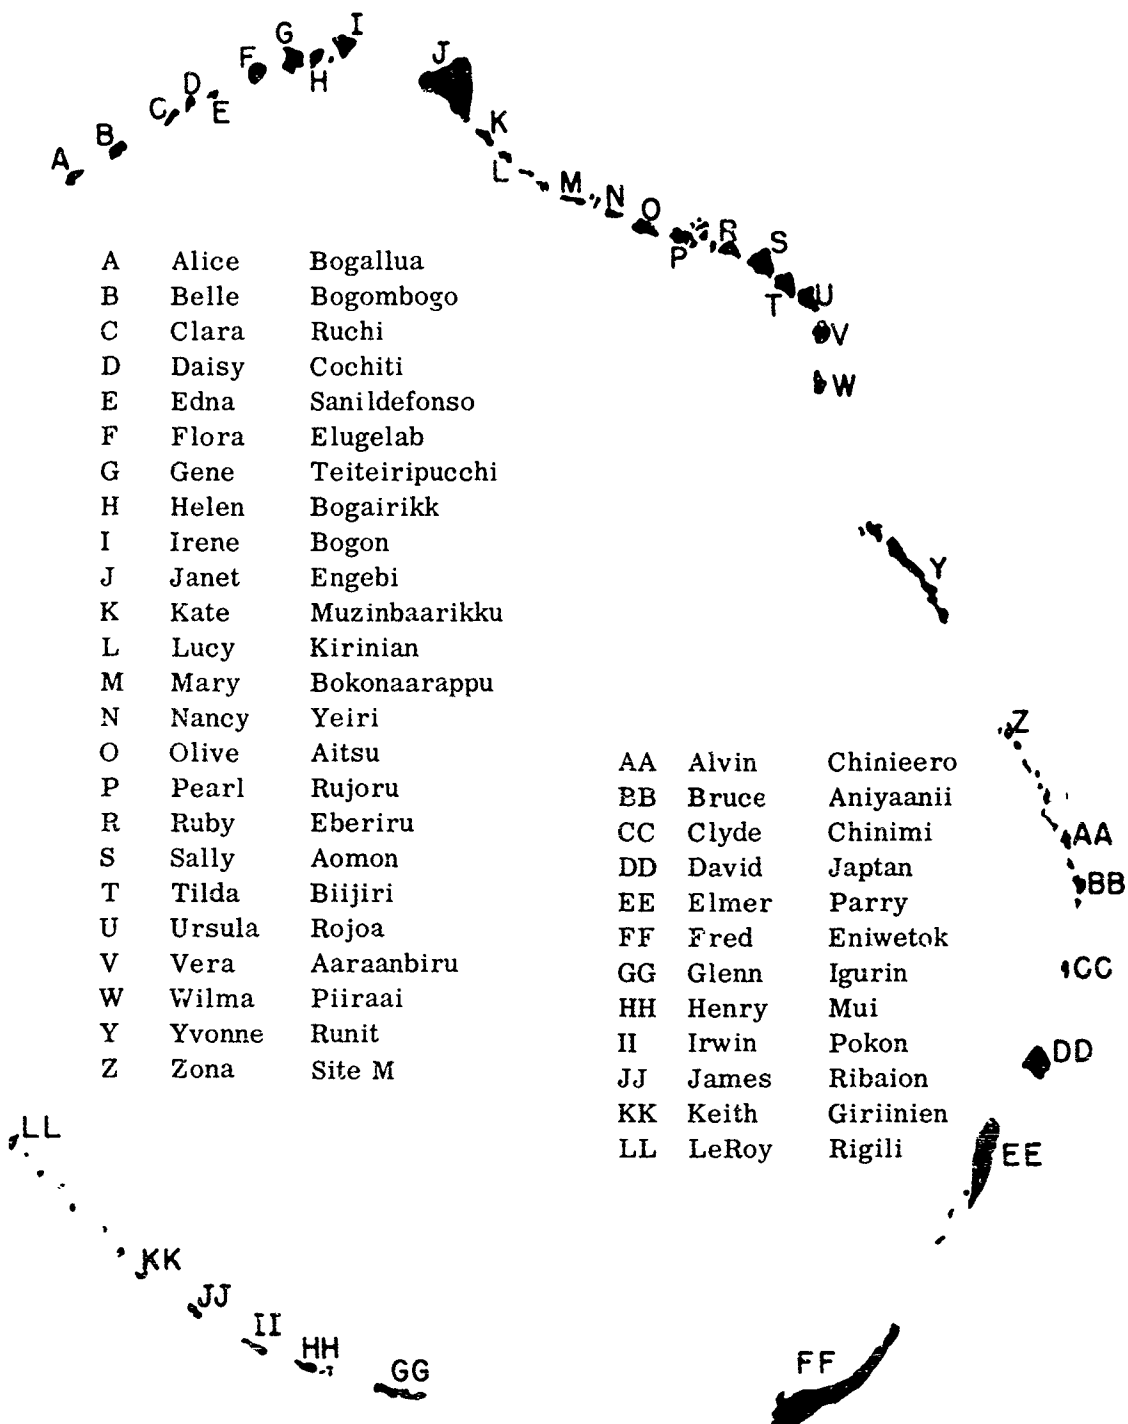 I
G
J
F
H
D
E
C
K
B
A
L
M
N
O
R
P
S
T
U
V
W
A Alice Bogallua
B Belle Bogombogo
C Clara Ruchi
D Daisy Cochiti
E Edna Sanildefonso
F Flora Elugelab
G Gene Teiteiripucchi
H Helen Bogairikk
I Irene Bogon
J Janet Engebi
K Kate Muzinbaarikku
L Lucy Kirinian
M Mary Bokonaarappu
N Nancy Yeiri
O Olive Aitsu
P Pearl Rujoru
R Ruby Eberiru
S Sally Aomon
T Tilda Biijiri
U Ursula Rojoa
V Vera Aaraanbiru
W Wilma Piiraai
Y Yvonne Runit
Z Zona Site M
Y
Z
AA Alvin Chinieero
BB Bruce Aniyaanii
CC Clyde Chinimi
DD David Japtan
EE Elmer Parry
FF Fred Eniwetok
GG Glenn Igurin
HH Henry Mui
II Irwin Pokon
JJ James Ribaion
KK Keith Giriinien
LL LeRoy Rigili
AA
BB
CC
DD
EE
LL
KK
JJ
II
HH
GG
FF